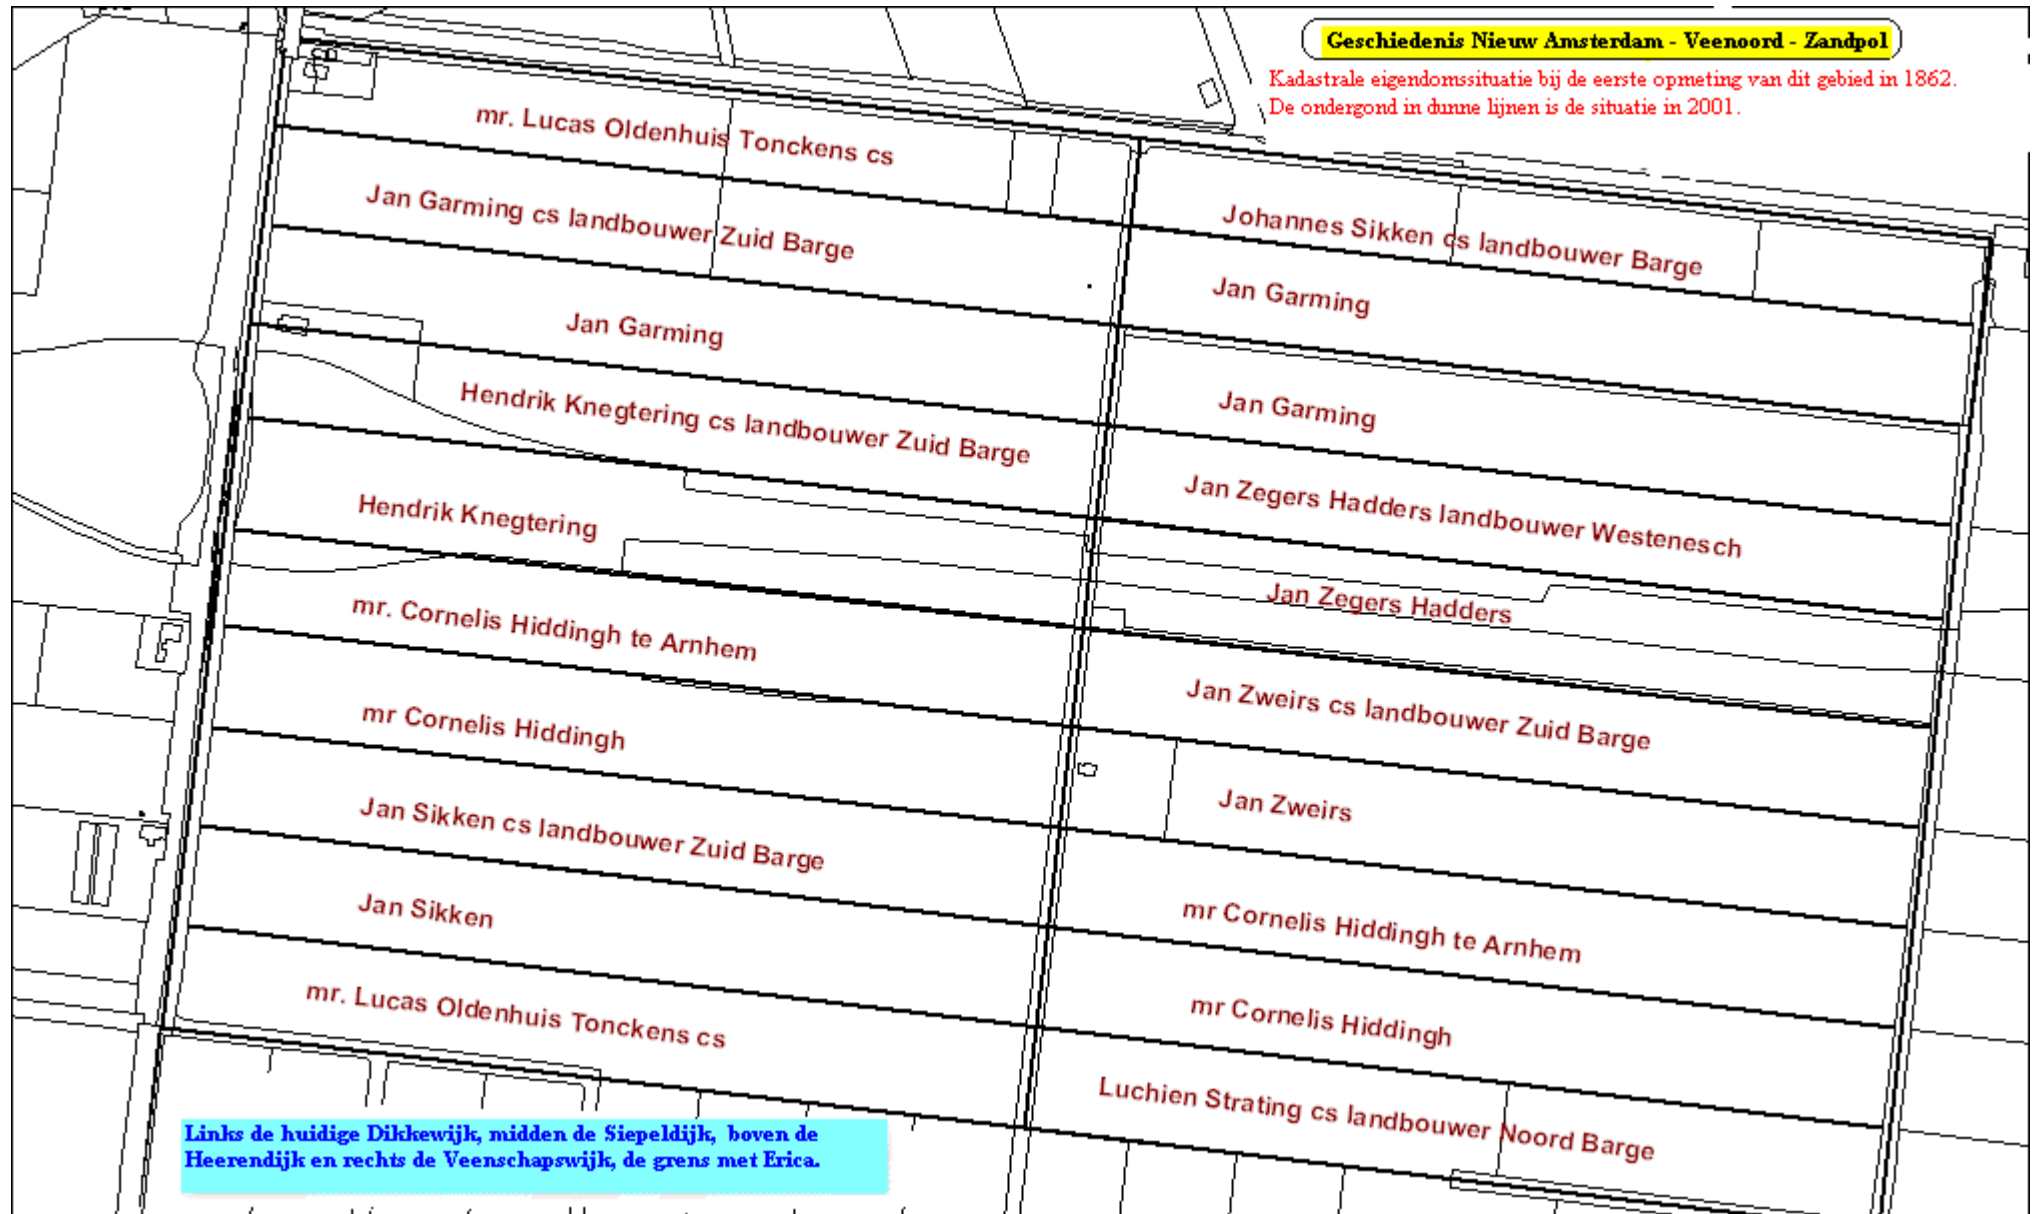 Geschiedenis Nieuw Amsterdam - Veenoord - Zandpol
Kadastrale eigendomssituatie bij de eerste opmeting van dit gebied in 1862.
De ondergond in dunne lijnen is de situatie in 2001.
mr. Lucas Oldenhuis Tonckens cs
Jan Garming cs landbouwer Zuid Barge
Jan Garming
Hendrik Knegtering cs landbouwer Zuid Barge
Hendrik Knegtering
mr. Cornelis Hiddingh te Arnhem
mr Cornelis Hiddingh
Jan Sikken cs landbouwer Zuid Barge
Jan Sikken
mr. Lucas Oldenhuis Tonckens cs
Johannes Sikken cs landbouwer Barge
Jan Garming
Jan Garming
Jan Zegers Hadders landbouwer Westenesch
Jan Zegers Hadders
Jan Zweirs cs landbouwer Zuid Barge
Jan Zweirs
mr Cornelis Hiddingh te Arnhem
mr Cornelis Hiddingh
Luchien Strating cs landbouwer Noord Barge
Links de huidige Dikkewijk, midden de Siepeldijk, boven de
Heerendijk en rechts de Veenschapswijk, de grens met Erica.